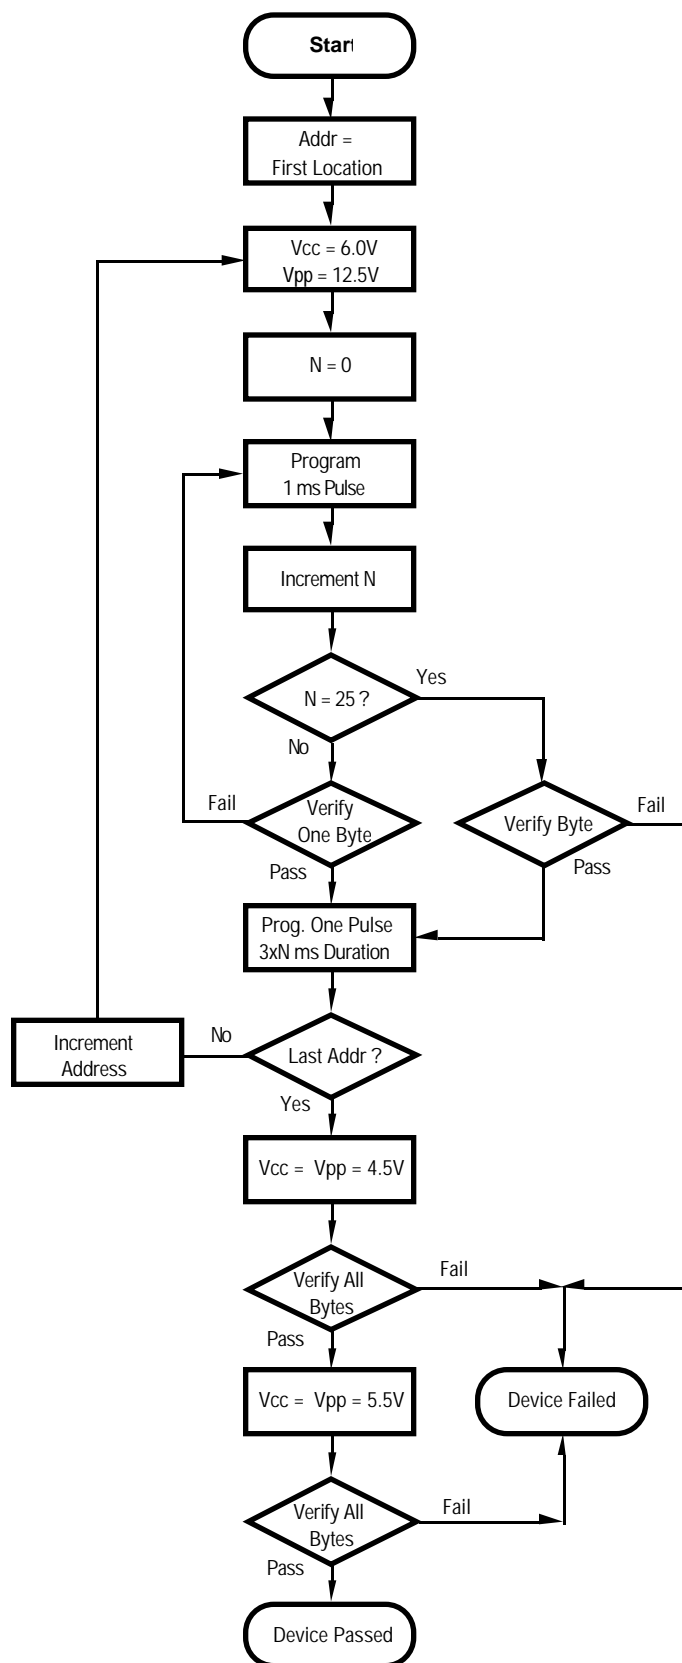 Start
Addr =
First Location
Vcc = 6.0V
Vpp = 12.5V
N = 0
Program
1 ms Pulse
Increment N
N = 25 ?
Yes
No
Fail
Verify
One Byte
Verify Byte
Fail
Pass
Pass
Prog. One Pulse
3xN ms Duration
Increment
Address
No
Last Addr ?
Yes
Vcc = Vpp = 4.5V
Verify All
Bytes
Fail
Pass
Vcc = Vpp = 5.5V
Device Failed
Verify All
Bytes
Fail
Pass
Device Passed